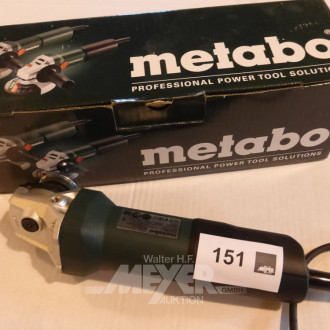 metabo
PROFESSIONAL POWER TOOL SOLUTIONS
metabo
PROFESSIONAL POWER TOOL SOLUTIONS
151
Walter H.F.
MEYER
GMBH
AUKTION